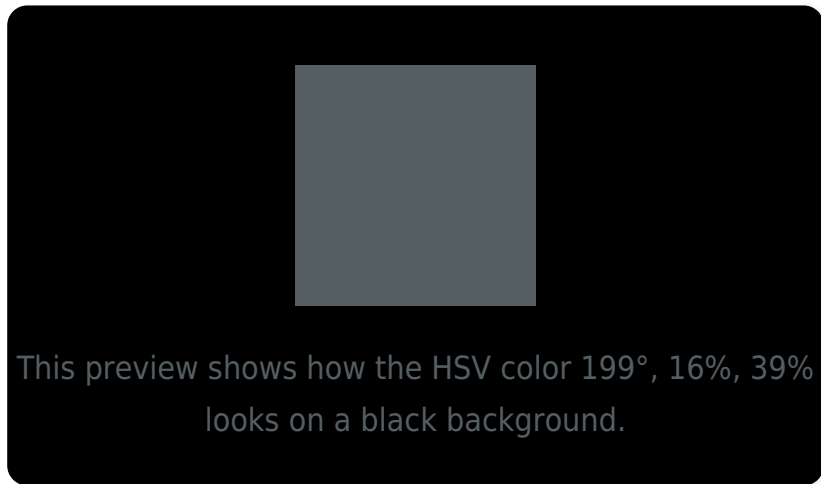 This preview shows how the HSV color 199°, 16%, 39%
looks on a black background.